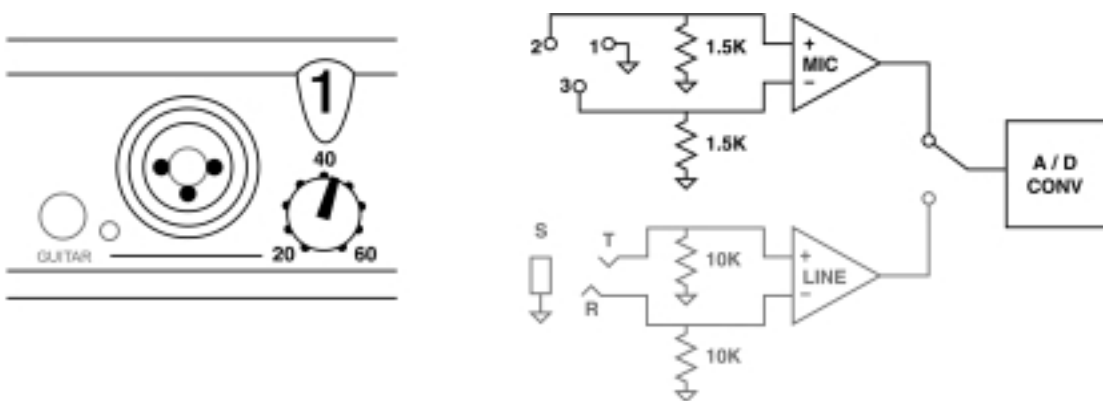 1
40
20
60
GUITAR
2
1
3
1.5K
1.5K
+
MIC
−
A / D
CONV
S
T
R
10K
10K
+
LINE
−